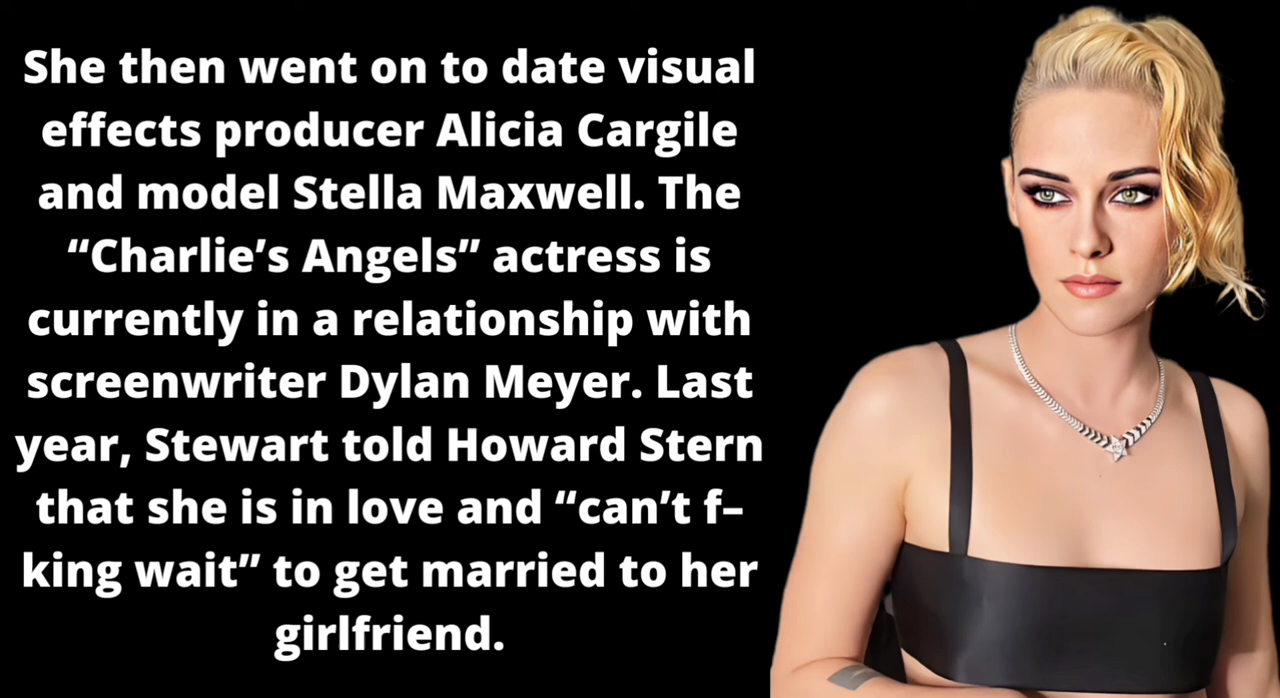 She then went on to date visual
effects producer Alicia Cargile
and model Stella Maxwell. The
“Charlie’s Angels” actress is
currently in a relationship with
screenwriter Dylan Meyer. Last
year, Stewart told Howard Stern
that she is in love and “can’t f–
king wait” to get married to her
girlfriend.